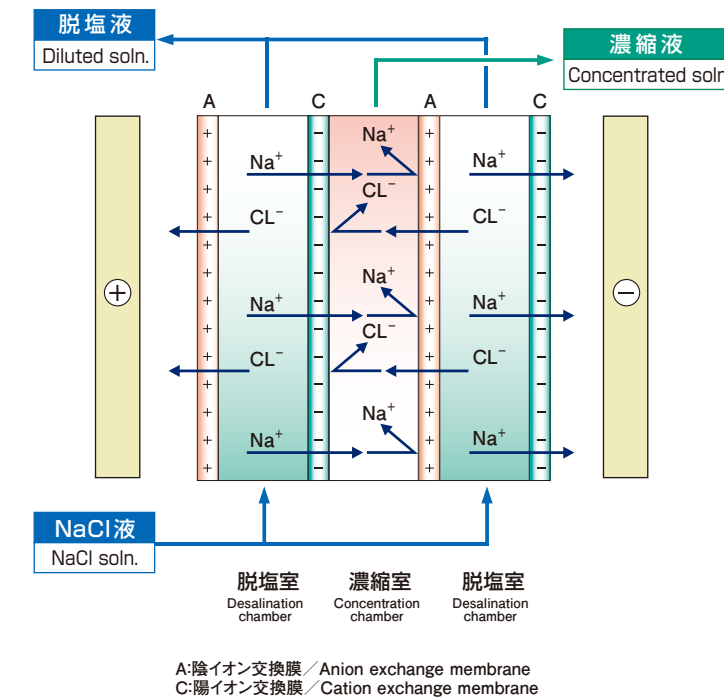 脱塩液
Diluted soln.
濃縮液
Concentrated soln
A C A C
+ − + −
Na⁺
+ − + −
Na⁺ Na⁺
+ − + −
CL⁻
+ − + −
CL⁻ CL⁻
+ − + −
+ − + −
Na⁺
+ − + −
⊕ Na⁺ Na⁺ ⊖
+ − + −
CL⁻
+ − + −
CL⁻ CL⁻
+ − + −
+ − + −
Na⁺
+ − + −
Na⁺ Na⁺
+ − + −
+ − + −
NaCl液
NaCl soln.
脱塩室 濃縮室 脱塩室
Desalination Concentration Desalination
chamber chamber chamber
A:陰イオン交換膜／Anion exchange membrane
C:陽イオン交換膜／Cation exchange membrane